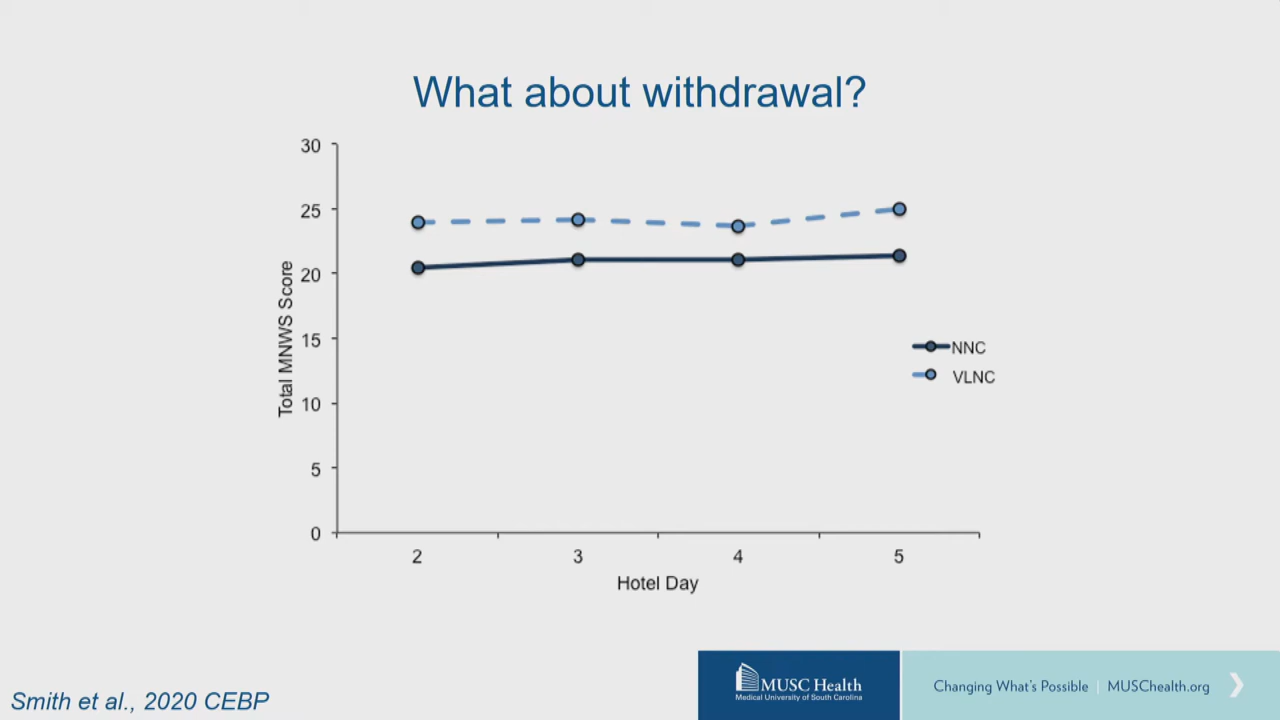 What about withdrawal?
30
25
20
15
10
5
0
Total MNWS Score
2 3 4 5
Hotel Day
NNC
VLNC
Smith et al., 2020 CEBP
MUSC Health
Medical University of South Carolina
Changing What's Possible | MUSChealth.org